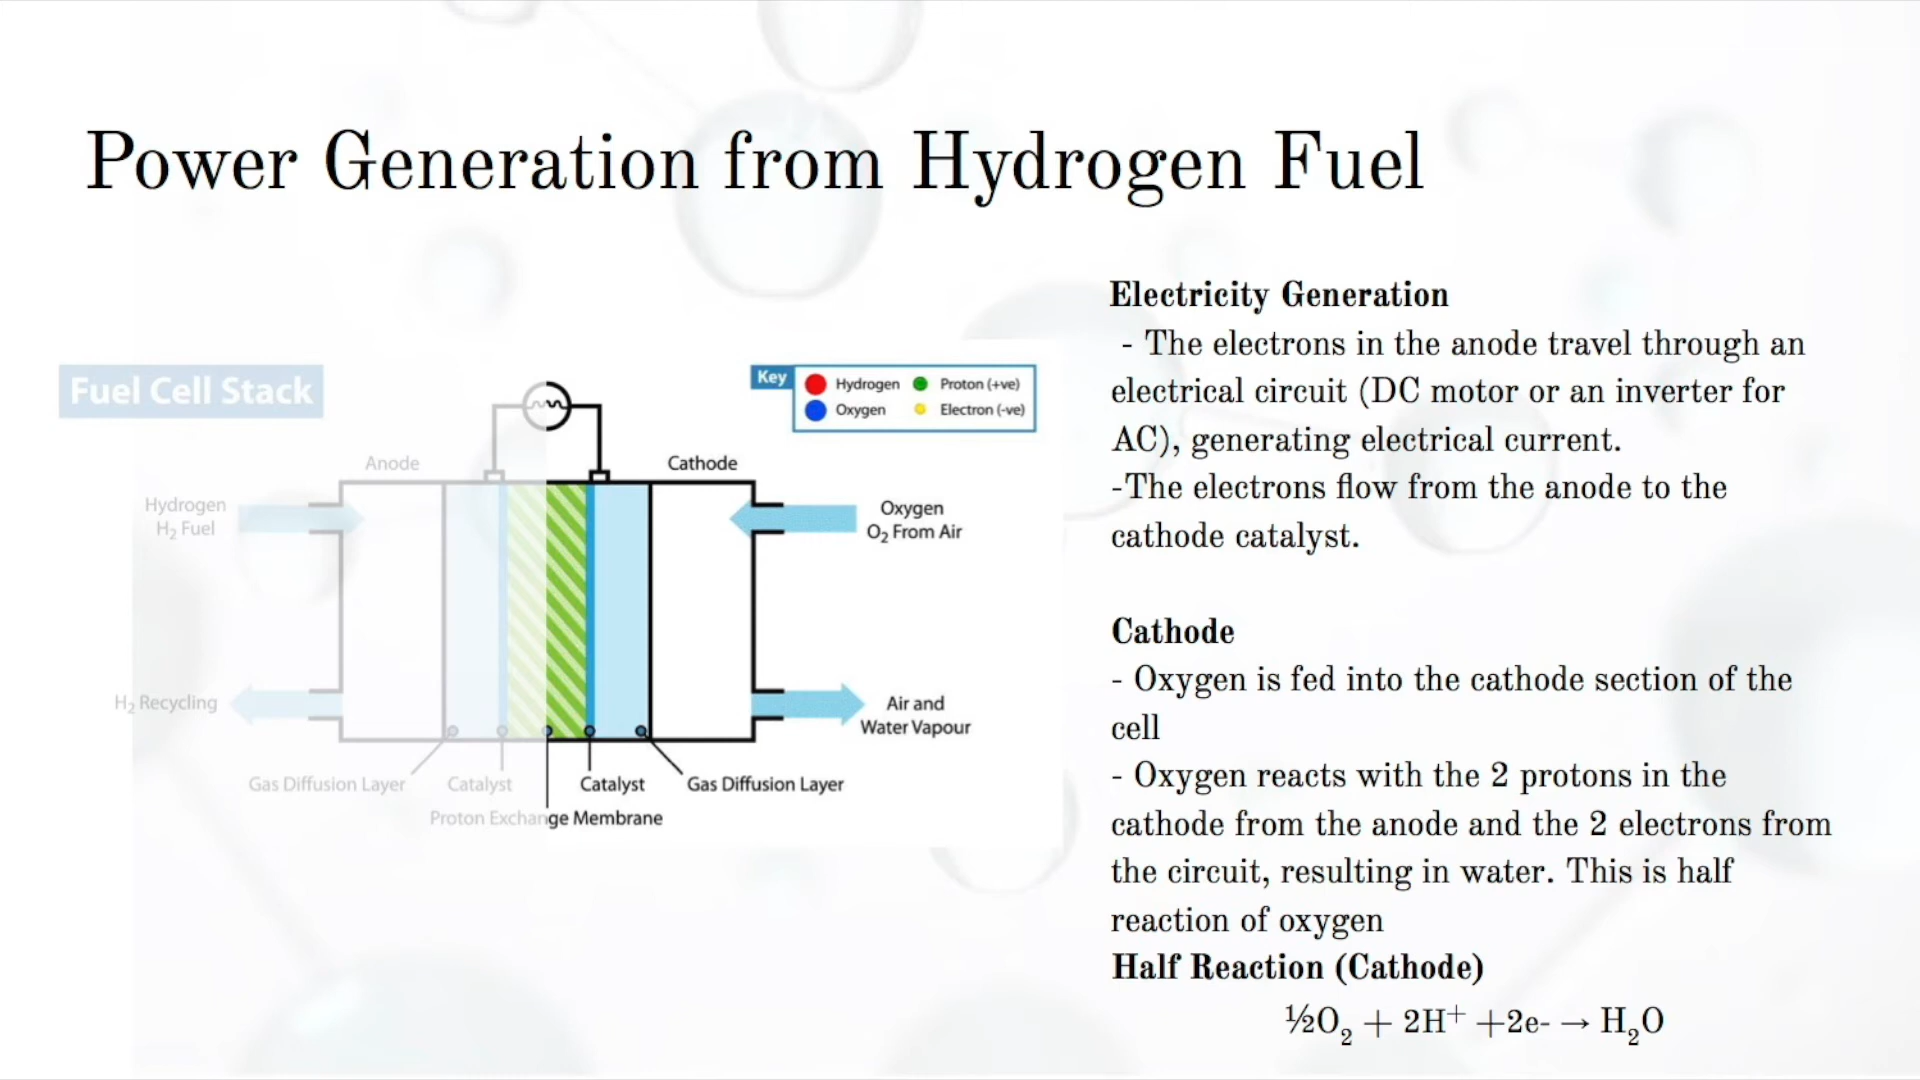 Power Generation from Hydrogen Fuel
Fuel Cell Stack
Key
Hydrogen
Proton (+ve)
Oxygen
Electron (-ve)
Anode
Cathode
Hydrogen
H₂ Fuel
Oxygen
O₂ From Air
H₂ Recycling
Air and
Water Vapour
Gas Diffusion Layer
Catalyst
Catalyst
Gas Diffusion Layer
Proton Exchange Membrane
Electricity Generation
- The electrons in the anode travel through an
electrical circuit (DC motor or an inverter for
AC), generating electrical current.
-The electrons flow from the anode to the
cathode catalyst.
Cathode
- Oxygen is fed into the cathode section of the
cell
- Oxygen reacts with the 2 protons in the
cathode from the anode and the 2 electrons from
the circuit, resulting in water. This is half
reaction of oxygen
Half Reaction (Cathode)
½O₂ + 2H⁺ +2e- → H₂O